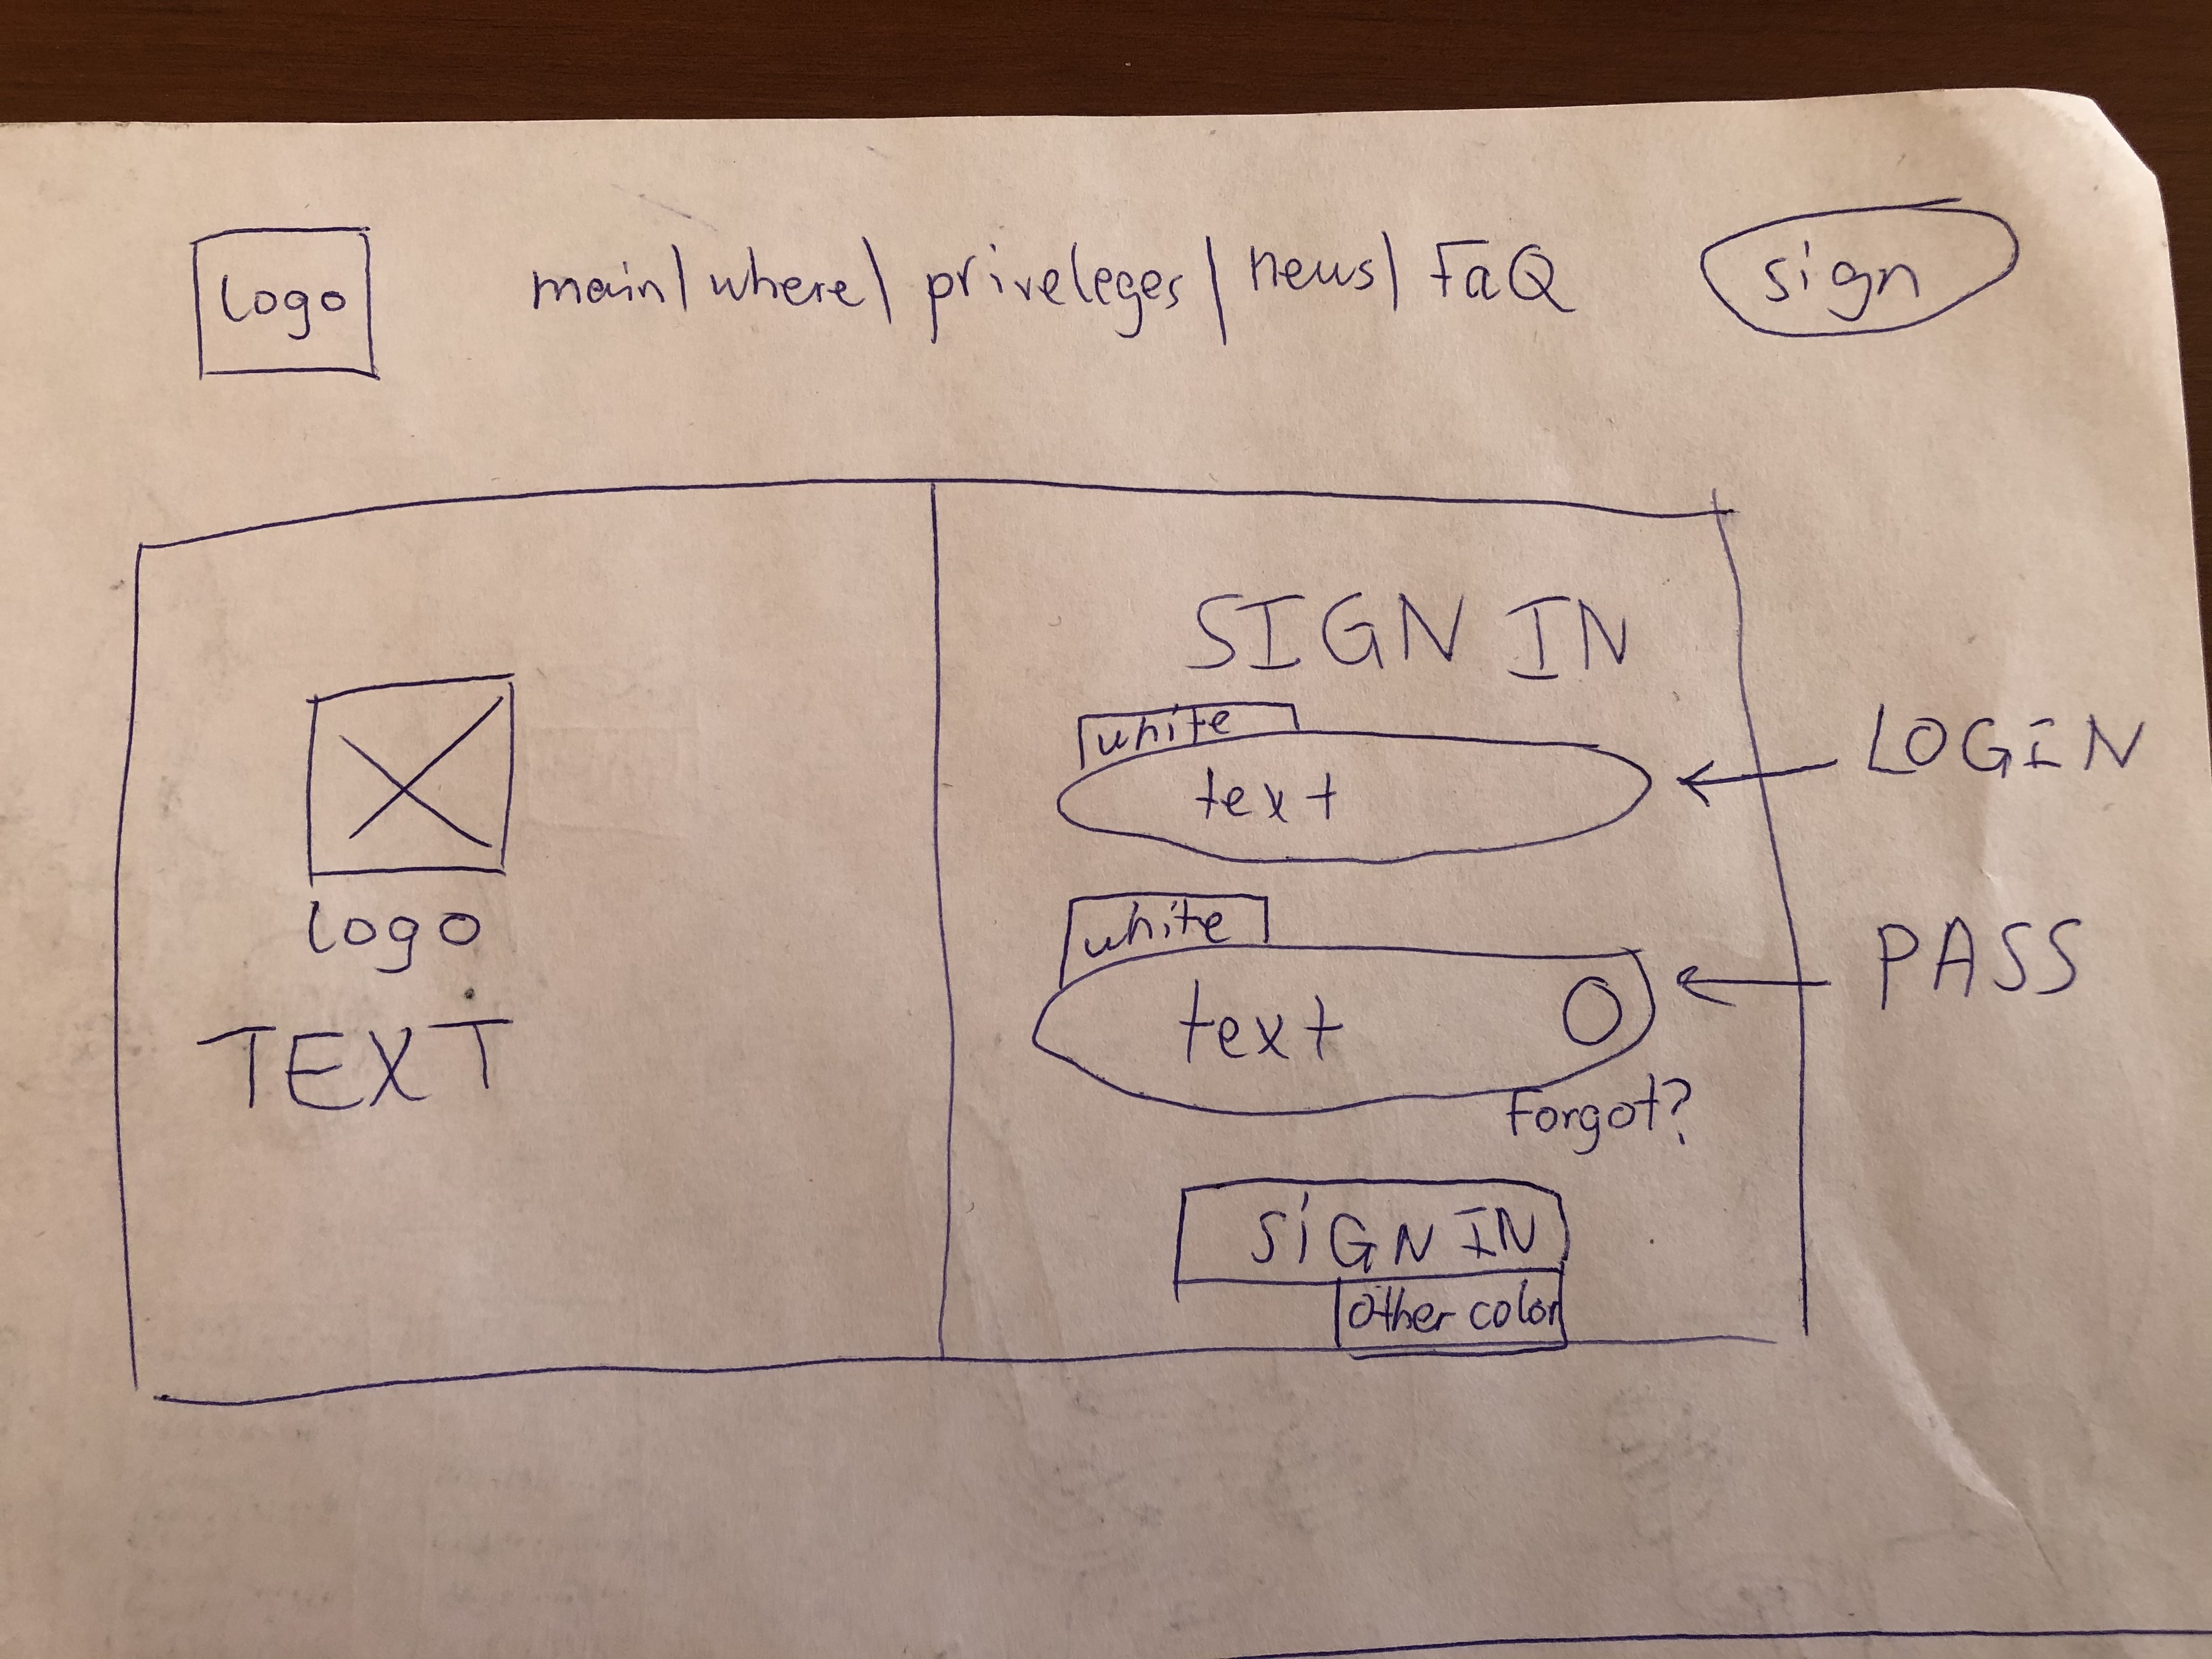 logo
main / where / priveleges / news / FaQ
sign
SIGN IN
white
text
LOGIN
logo
white
text
PASS
TEXT
Forgot?
SiGN IN
Other color